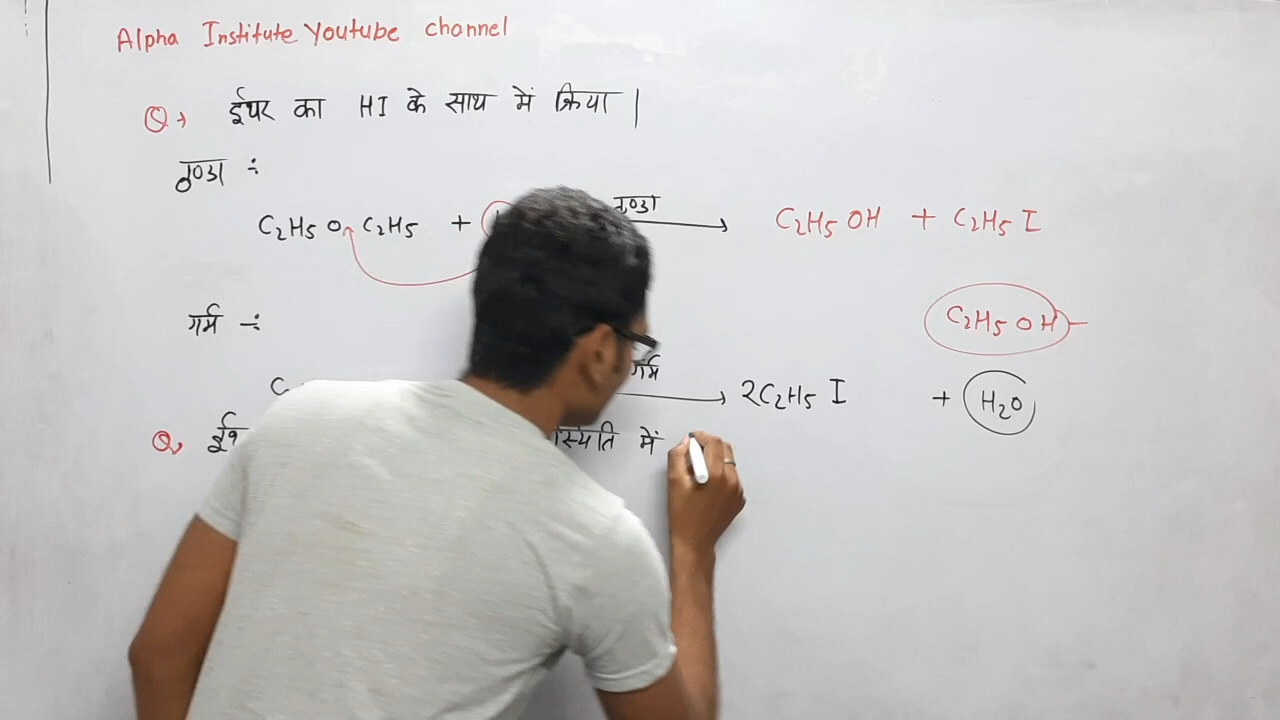 Alpha Institute Youtube channel
Q, ईथर का HI के साथ में क्रिया |
ठण्डा ÷
C2H5 O C2H5 + ठण्डा → C2H5 OH + C2H5 I
गर्म ÷
C2H5 OH
गर्म → 2C2H5 I + H2O
Q, में